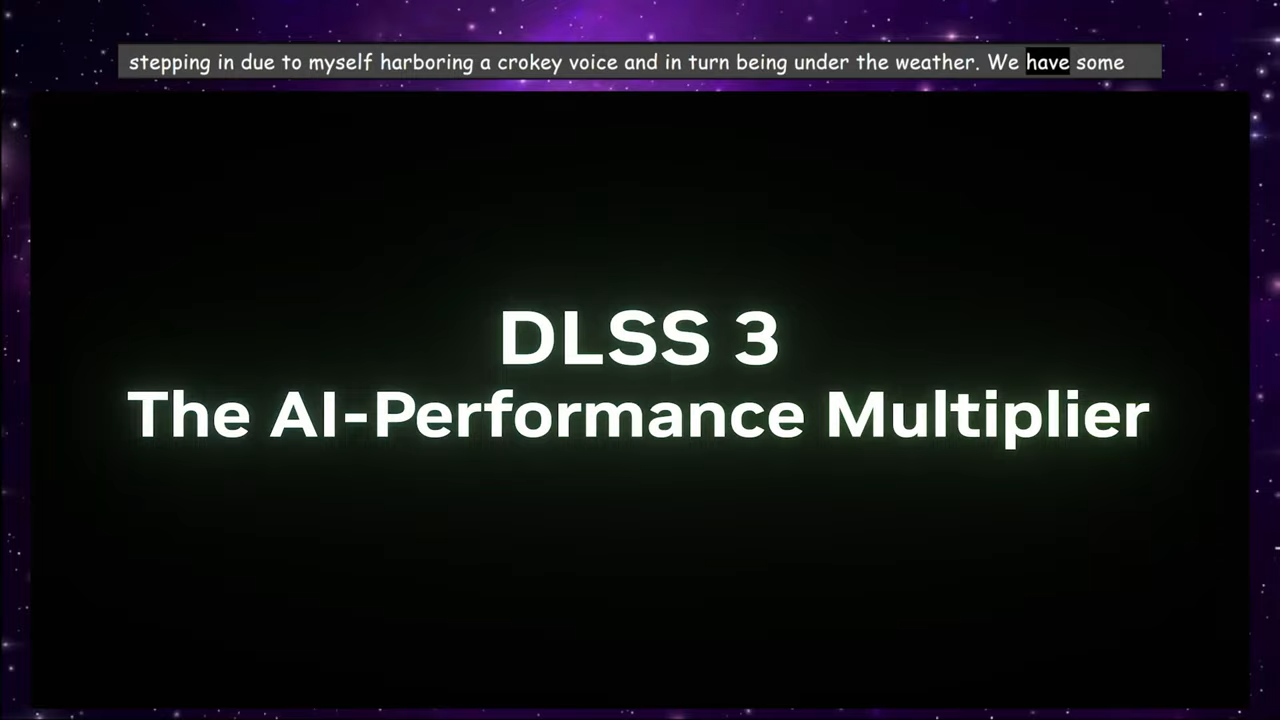 stepping in due to myself harboring a crokey voice and in turn being under the weather. We have some
DLSS 3
The AI-Performance Multiplier